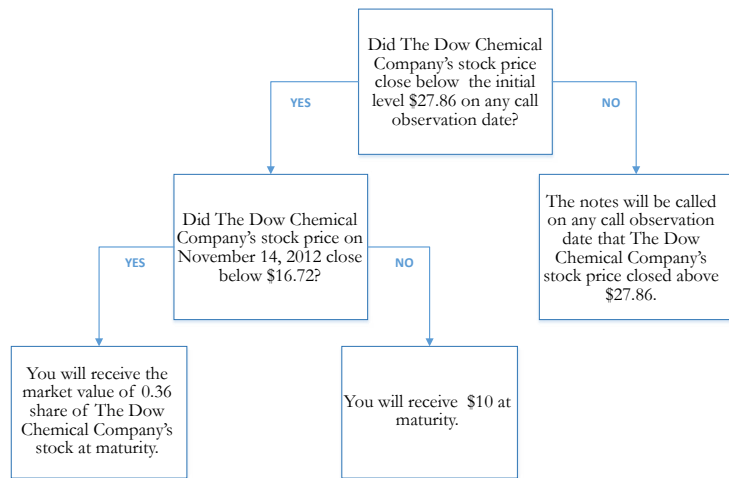 Did The Dow Chemical
Company's stock price
close below the initial
level $27.86 on any call
observation date?
YES
NO
Did The Dow Chemical
Company's stock price on
November 14, 2012 close
below $16.72?
The notes will be called
on any call observation
date that The Dow
Chemical Company's
stock price closed above
$27.86.
YES
NO
You will receive the
market value of 0.36
share of The Dow
Chemical Company's
stock at maturity.
You will receive $10 at
maturity.